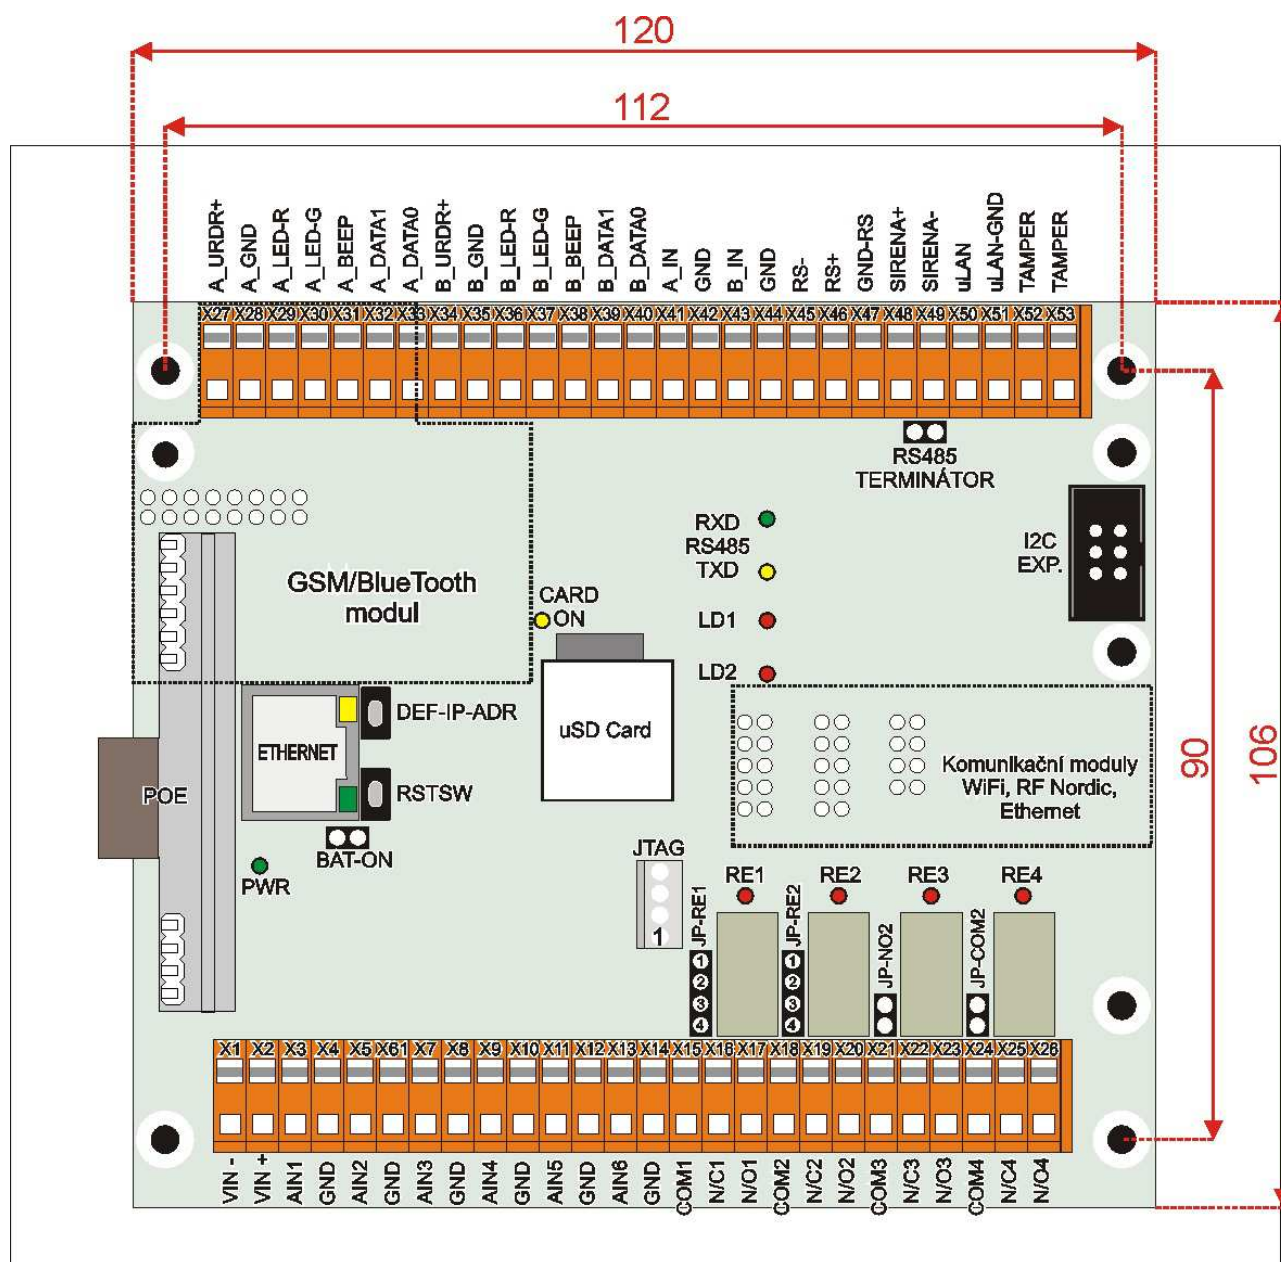 120
112
A_URDR+
A_GND
A_LED-R
A_LED-G
A_BEEP
A_DATA1
A_DATA0
B_URDR+
B_GND
B_LED-R
B_LED-G
B_BEEP
B_DATA1
B_DATA0
A_IN
GND
B_IN
GND
RS-
RS+
GND-RS
SIRENA+
SIRENA-
uLAN
uLAN-GND
TAMPER
TAMPER
X27 X28 X29 X30 X31 X32 X33 X34 X35 X36 X37 X38 X39 X40 X41 X42 X43 X44 X45 X46 X47 X48 X49 X50 X51 X52 X53
RS485
TERMINÁTOR
RXD
RS485
TXD
I2C
EXP.
GSM/BlueTooth
modul
CARD
ON
LD1
LD2
DEF-IP-ADR
uSD Card
ETHERNET
90
106
Komunikační moduly
WiFi, RF Nordic,
Ethernet
POE
RSTSW
BAT-ON
PWR
JTAG
1
RE1
RE2
RE3
RE4
JP-RE1
1
2
3
4
JP-RE2
1
2
3
4
JP-NO2
JP-COM2
X1 X2 X3 X4 X5 X61 X7 X8 X9 X10 X11 X12 X13 X14 X15 X16 X17 X18 X19 X20 X21 X22 X23 X24 X25 X26
VIN -
VIN +
AIN1
GND
AIN2
GND
AIN3
GND
AIN4
GND
AIN5
GND
AIN6
GND
COM1
N/C1
N/O1
COM2
N/C2
N/O2
COM3
N/C3
N/O3
COM4
N/C4
N/O4